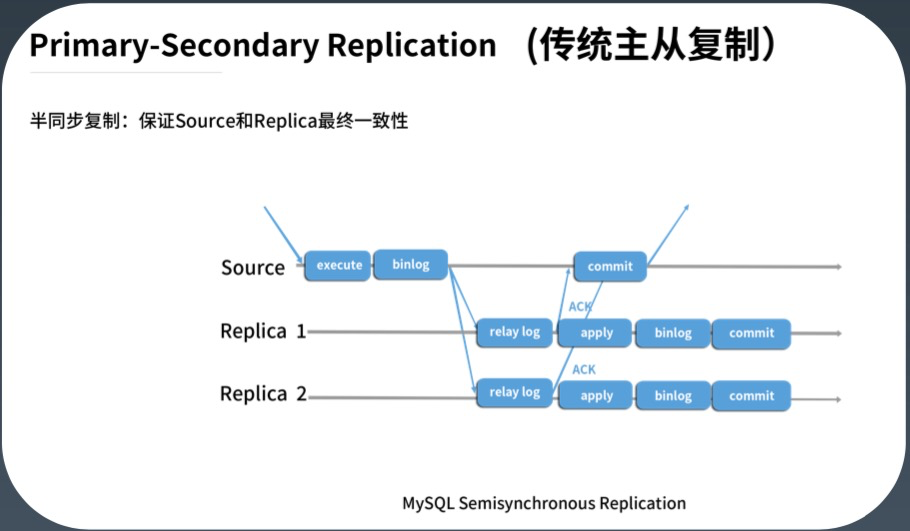 Primary-Secondary Replication (传统主从复制）
半同步复制：保证Source和Replica最终一致性
Source execute binlog commit
ACK
Replica 1 relay log apply binlog commit
ACK
Replica 2 relay log apply binlog commit
MySQL Semisynchronous Replication